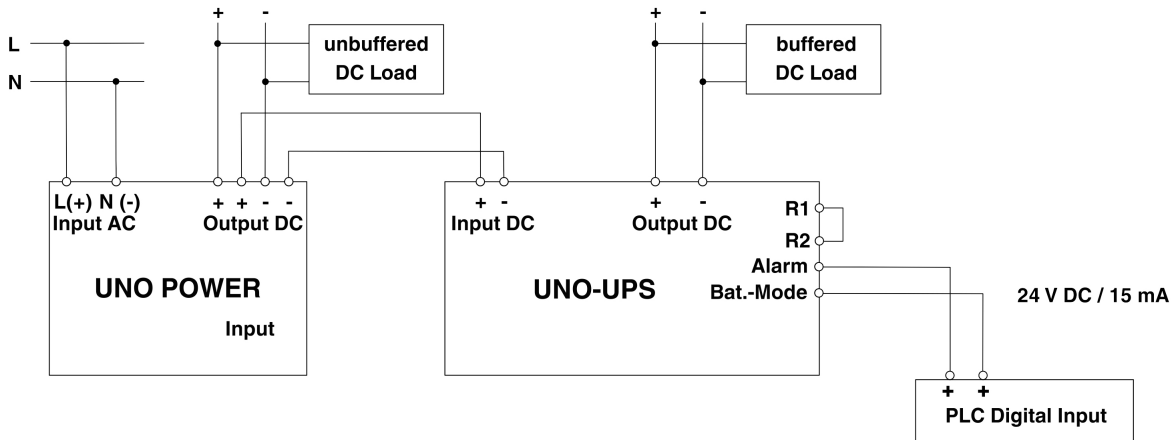 + - + -
L
unbuffered
DC Load
buffered
DC Load
N
L(+) N (-)
Input AC
+ + - -
Output DC
+ -
Input DC
+ -
Output DC
R1
R2
Alarm
Bat.-Mode
UNO POWER
Input
UNO-UPS
24 V DC / 15 mA
+ +
PLC Digital Input